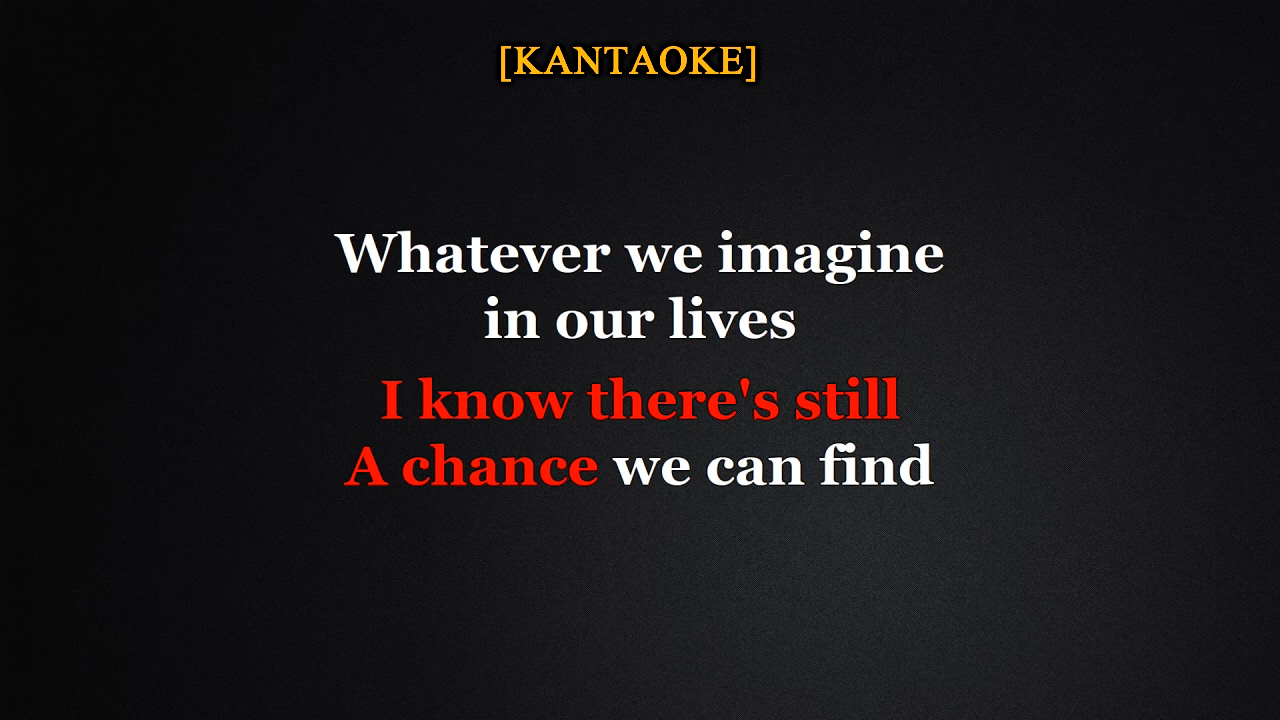 [KANTAOKE]
Whatever we imagine
in our lives
I know there's still
A chance we can find